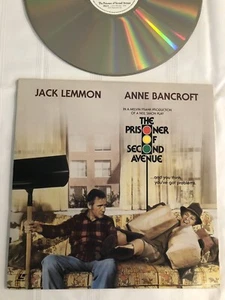 JACK LEMMON ANNE BANCROFT
IN A MELVIN FRANK PRODUCTION
OF A NEIL SIMON PLAY
THE
PRISONER
OF
SECOND
AVENUE
...and you think
you've got problems.